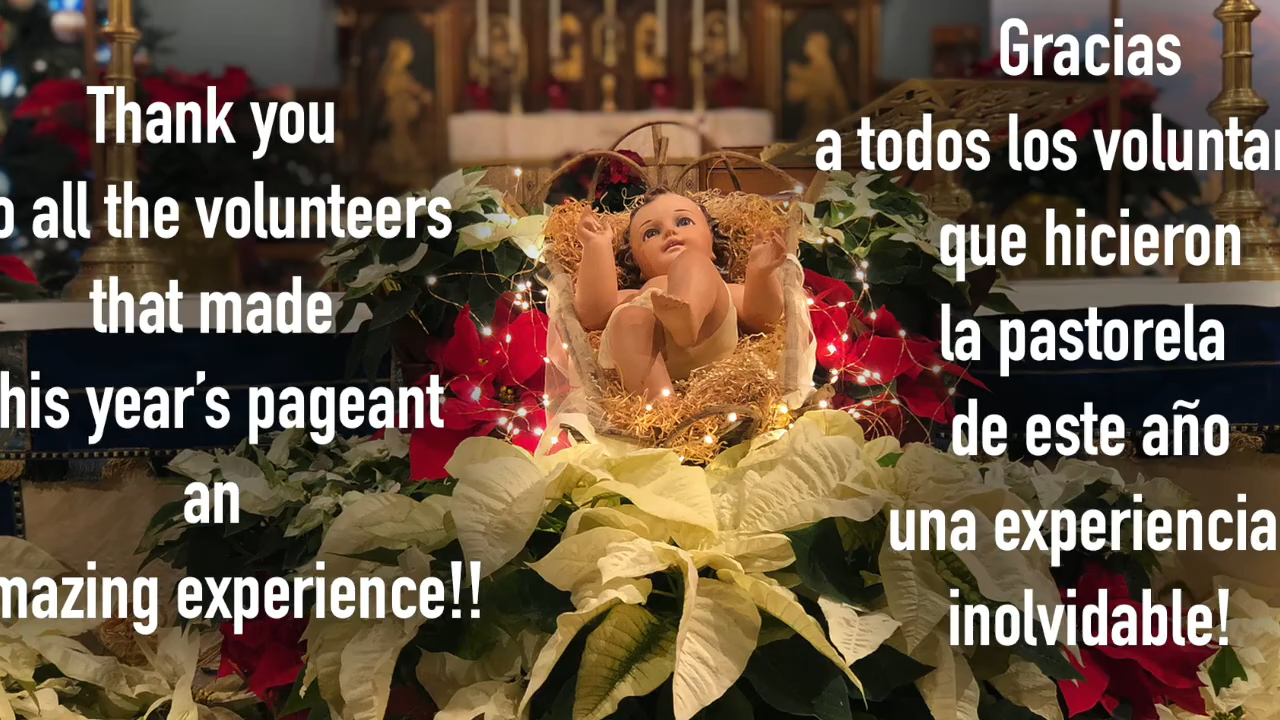 Thank you
o all the volunteers
that made
his year's pageant
an
mazing experience!!
Gracias
a todos los volunta
que hicieron
la pastorela
de este año
una experiencia
inolvidable!